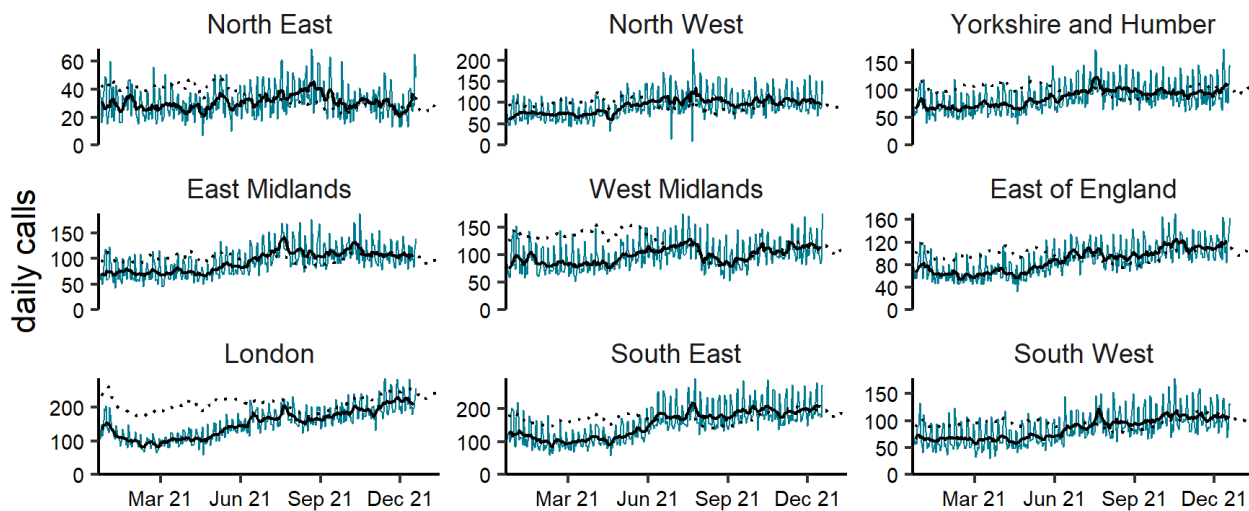 North East
North West
Yorkshire and Humber
60
40
20
0
200
150
100
50
0
150
100
50
0
East Midlands
West Midlands
East of England
daily calls
150
100
50
0
150
100
50
0
160
120
80
40
0
London
South East
South West
200
100
0
200
100
0
150
100
50
0
Mar 21 Jun 21 Sep 21 Dec 21
Mar 21 Jun 21 Sep 21 Dec 21
Mar 21 Jun 21 Sep 21 Dec 21